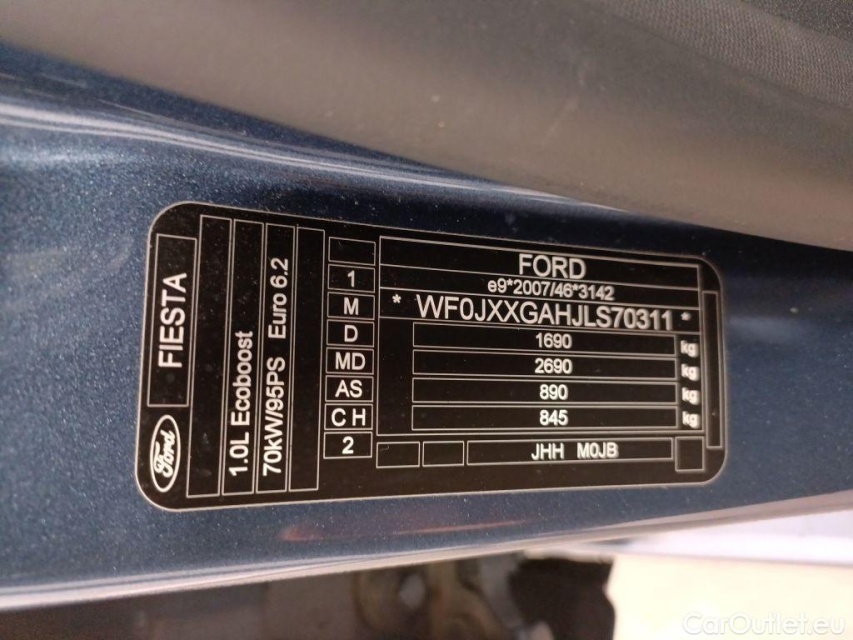 FORD
e9*2007/46*3142
* WF0JXXGAHJLS70311 *
1690 kg
2690 kg
890 kg
845 kg
JHH M0JB
1
M
D
MD
AS
CH
2
FIESTA
Ford
1.0L Ecoboost
70kW/95PS Euro 6.2
CarOutlet.eu